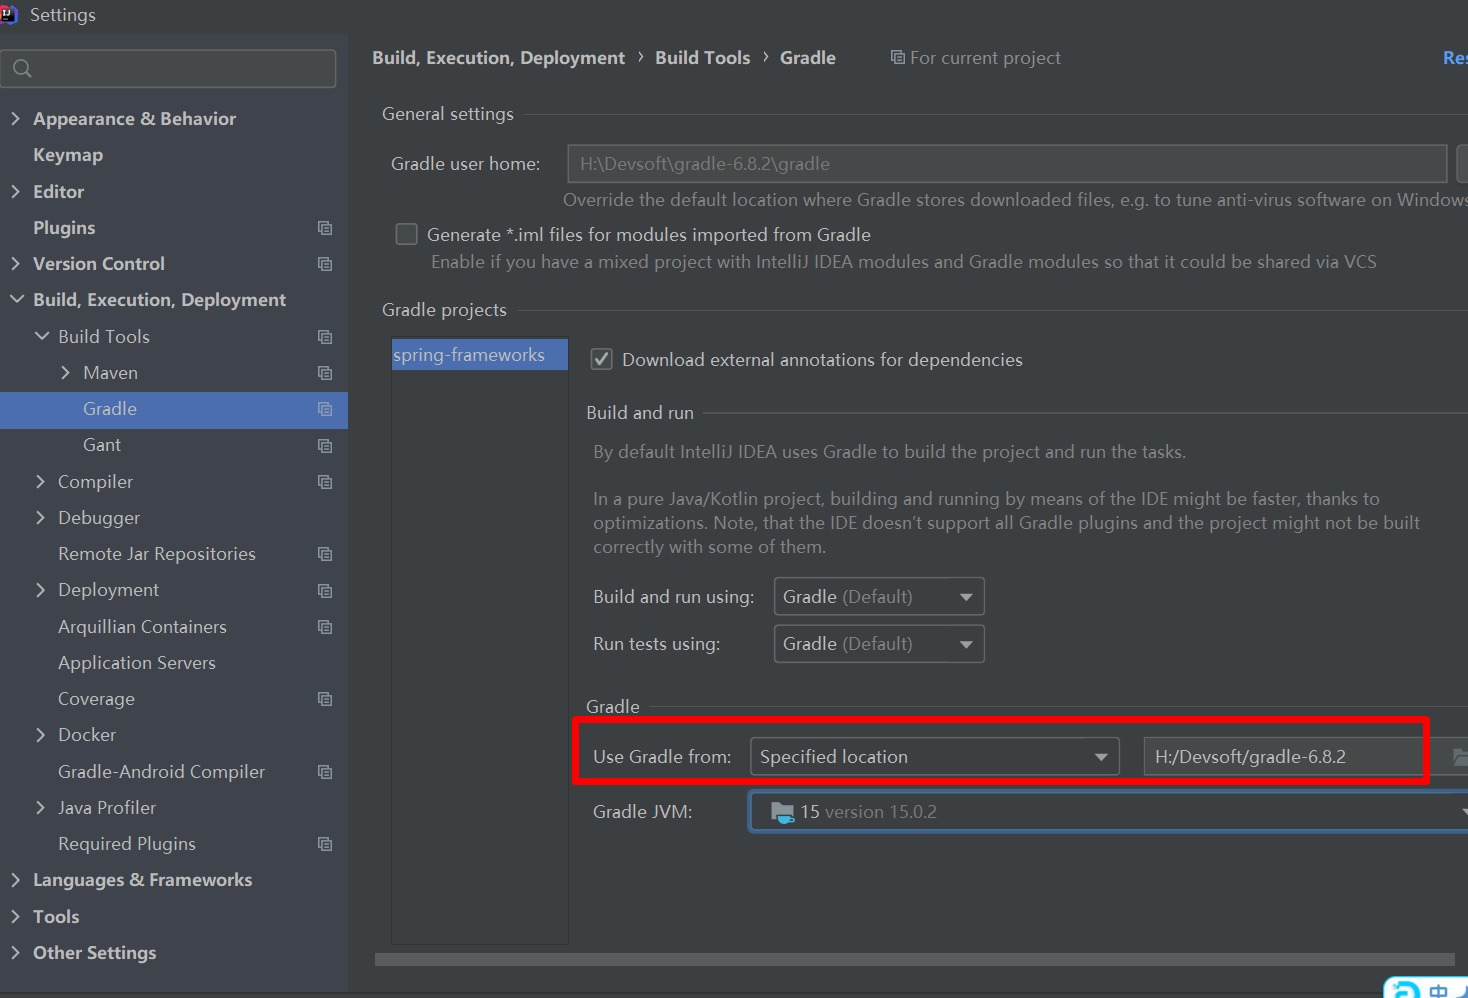 Settings
Appearance & Behavior
Keymap
Editor
Plugins
Version Control
Build, Execution, Deployment
Build Tools
Maven
Gradle
Gant
Compiler
Debugger
Remote Jar Repositories
Deployment
Arquillian Containers
Application Servers
Coverage
Docker
Gradle-Android Compiler
Java Profiler
Required Plugins
Languages & Frameworks
Tools
Other Settings
Build, Execution, Deployment › Build Tools › Gradle For current project Res
General settings
Gradle user home: H:\Devsoft\gradle-6.8.2\gradle
Override the default location where Gradle stores downloaded files, e.g. to tune anti-virus software on Windows
Generate *.iml files for modules imported from Gradle
Enable if you have a mixed project with IntelliJ IDEA modules and Gradle modules so that it could be shared via VCS
Gradle projects
spring-frameworks
Download external annotations for dependencies
Build and run
By default IntelliJ IDEA uses Gradle to build the project and run the tasks.
In a pure Java/Kotlin project, building and running by means of the IDE might be faster, thanks to
optimizations. Note, that the IDE doesn't support all Gradle plugins and the project might not be built
correctly with some of them.
Build and run using: Gradle (Default)
Run tests using: Gradle (Default)
Gradle
Use Gradle from: Specified location H:/Devsoft/gradle-6.8.2
Gradle JVM: 15 version 15.0.2
中